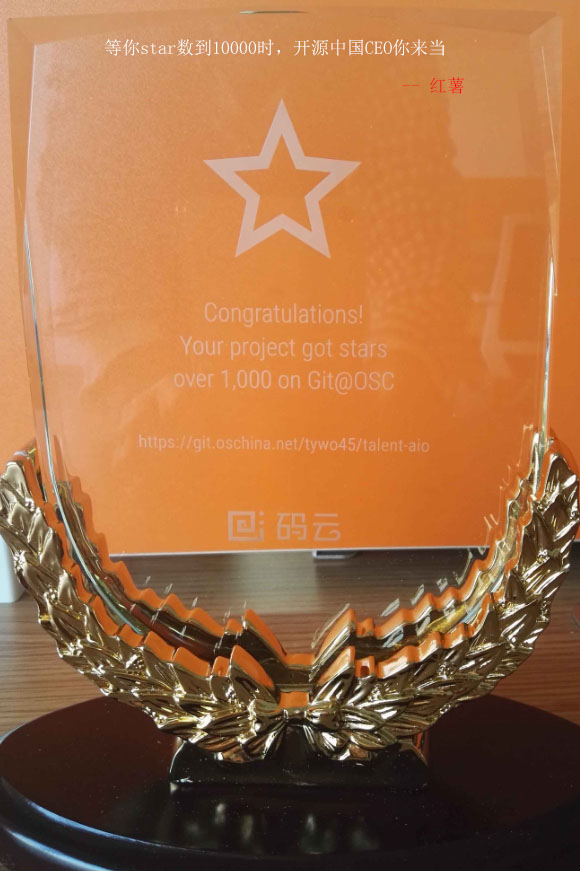 等你star数到10000时，开源中国CEO你来当
-- 红薯
Congratulations!
Your project got stars
over 1,000 on Git@OSC
https://git.oschina.net/tywo45/talent-aio
码云